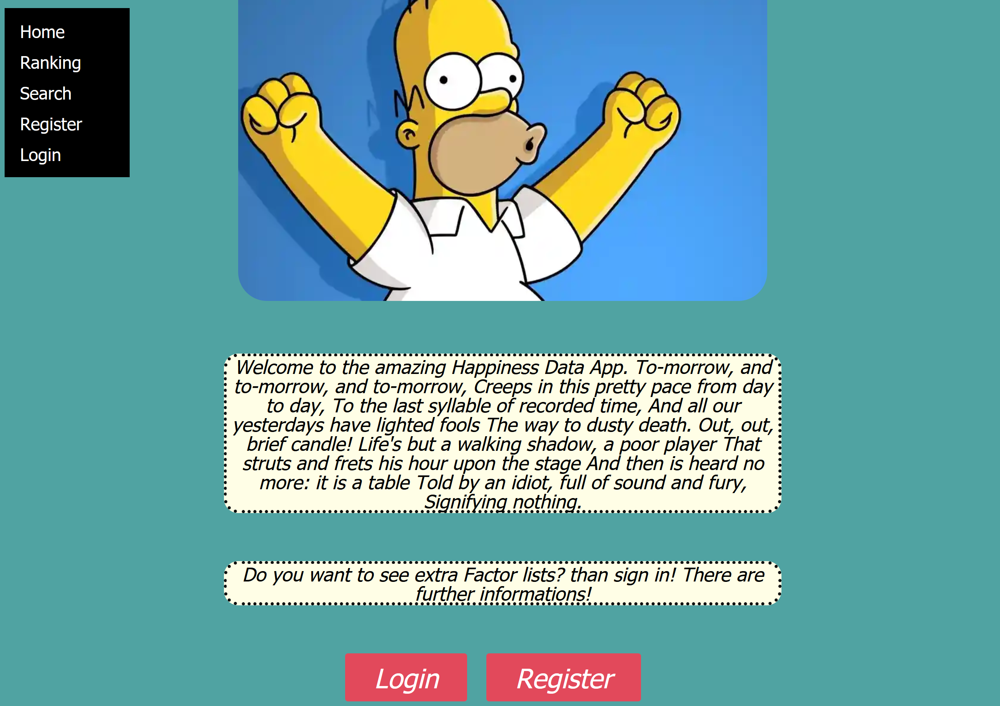 Home
Ranking
Search
Register
Login
Welcome to the amazing Happiness Data App. To-morrow, and
to-morrow, and to-morrow, Creeps in this pretty pace from day
to day, To the last syllable of recorded time, And all our
yesterdays have lighted fools The way to dusty death. Out, out,
brief candle! Life's but a walking shadow, a poor player That
struts and frets his hour upon the stage And then is heard no
more: it is a table Told by an idiot, full of sound and fury,
Signifying nothing.
Do you want to see extra Factor lists? than sign in! There are
further informations!
Login
Register